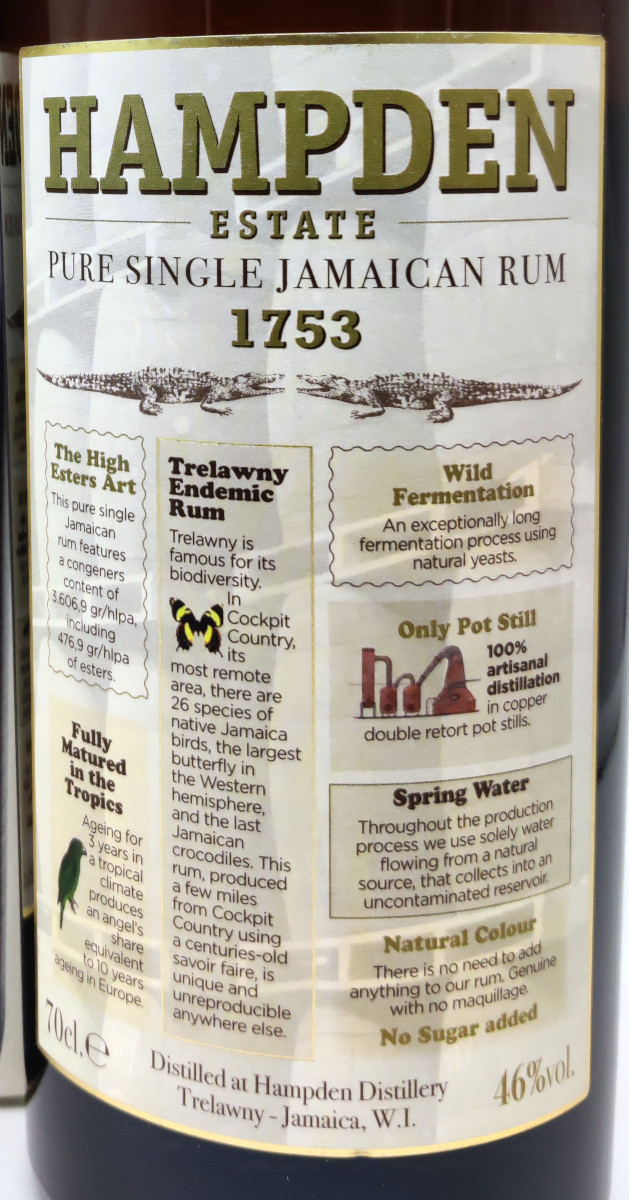 HAMPDEN
ESTATE
PURE SINGLE JAMAICAN RUM
1753
The High
Esters Art
This pure single
Jamaican
rum features
a congeners
content of
3.606,9 gr/hlpa,
including
476,9 gr/hlpa
of esters.
Fully
Matured
in the
Tropics
Ageing for
3 years in
a tropical
climate
produces
an angel's
share
equivalent
to 10 years
ageing in Europe.
Trelawny
Endemic
Rum
Trelawny is
famous for its
biodiversity.
In
Cockpit
Country,
its
most remote
area, there are
26 species of
native Jamaica
birds, the largest
butterfly in
the Western
hemisphere,
and the last
Jamaican
crocodiles. This
rum, produced
a few miles
from Cockpit
Country using
a centuries-old
savoir faire, is
unique and
unreproducible
anywhere else.
Wild
Fermentation
An exceptionally long
fermentation process using
natural yeasts.
Only Pot Still
100%
artisanal
distillation
in copper
double retort pot stills.
Spring Water
Throughout the production
process we use solely water
flowing from a natural
source, that collects into an
uncontaminated reservoir.
Natural Colour
There is no need to add
anything to our rum. Genuine
with no maquillage.
No Sugar added
70cl.e
Distilled at Hampden Distillery
Trelawny - Jamaica, W.I.
46%vol.